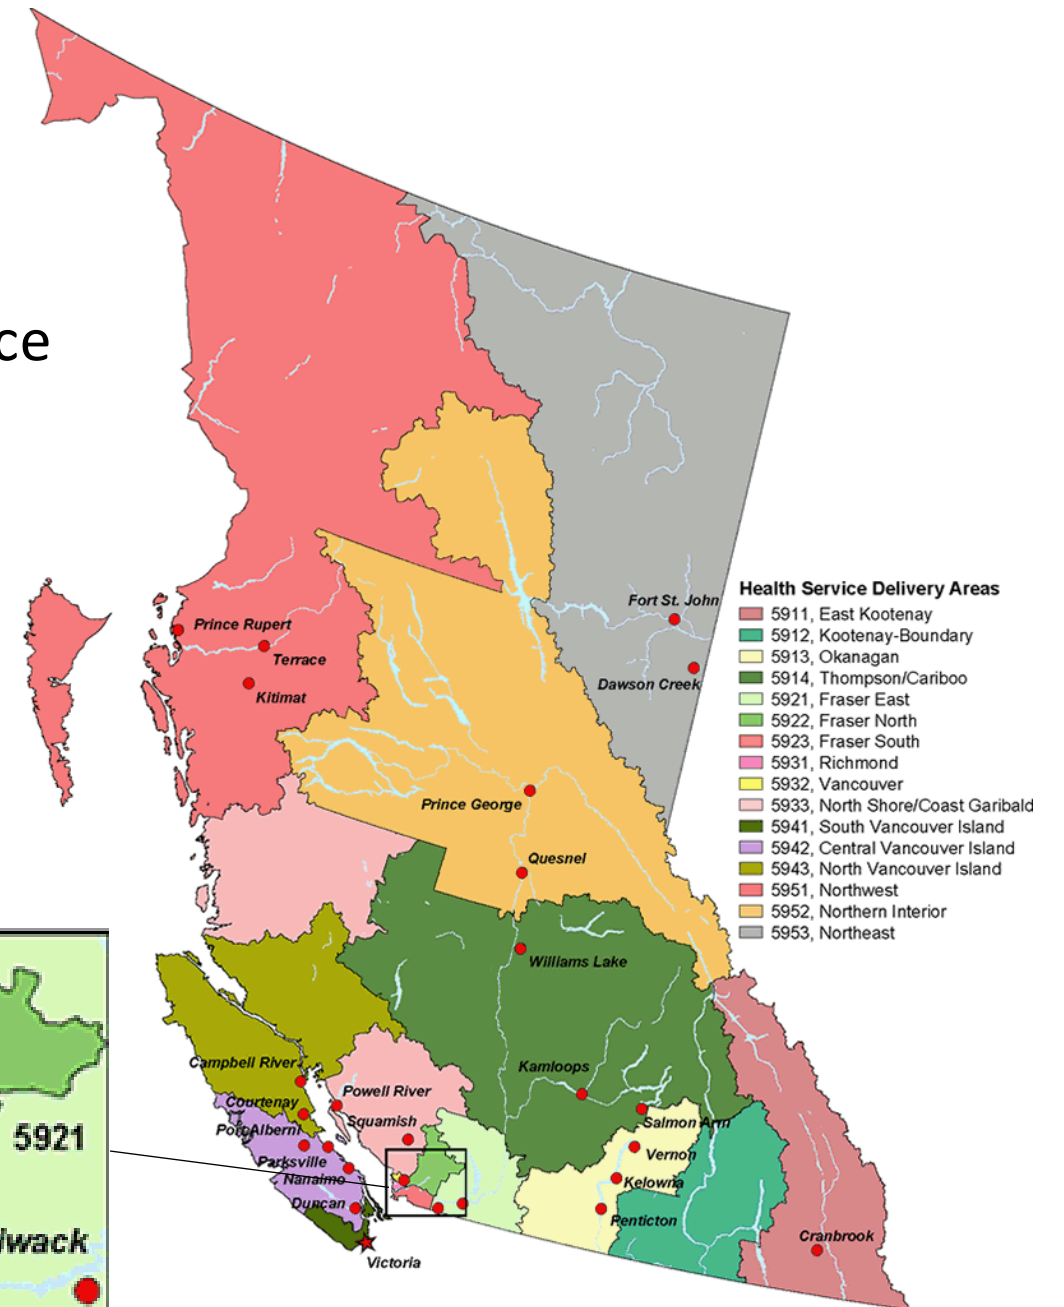 ce
Prince Rupert
Terrace
Kitimat
Fort St. John
Dawson Creek
Prince George
Quesnel
Williams Lake
Kamloops
Salmon Arm
Vernon
Kelowna
Penticton
Cranbrook
Campbell River
Courtenay
Port Alberni
Parksville
Nanaimo
Duncan
Victoria
Powell River
Squamish
Health Service Delivery Areas
5911, East Kootenay
5912, Kootenay-Boundary
5913, Okanagan
5914, Thompson/Cariboo
5921, Fraser East
5922, Fraser North
5923, Fraser South
5931, Richmond
5932, Vancouver
5933, North Shore/Coast Garibald
5941, South Vancouver Island
5942, Central Vancouver Island
5943, North Vancouver Island
5951, Northwest
5952, Northern Interior
5953, Northeast
5921
iwack